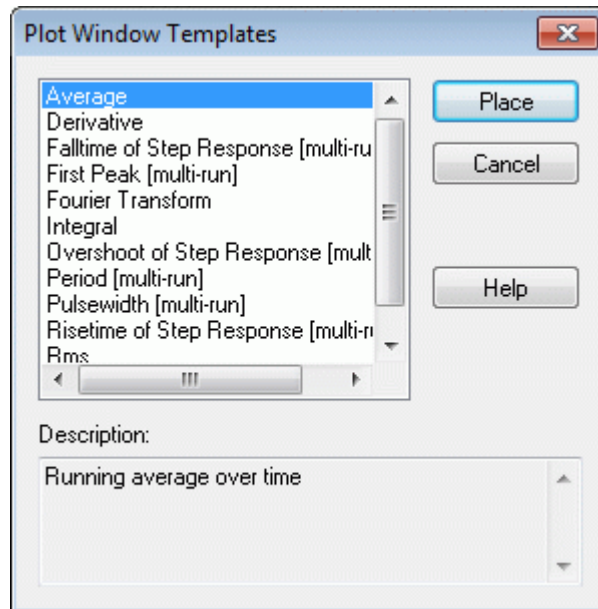 Plot Window Templates
Average
Derivative
Falltime of Step Response [multi-ru
First Peak [multi-run]
Fourier Transform
Integral
Overshoot of Step Response [mult
Period [multi-run]
Pulsewidth [multi-run]
Risetime of Step Response [multi-r
Rms
Place
Cancel
Help
Description:
Running average over time